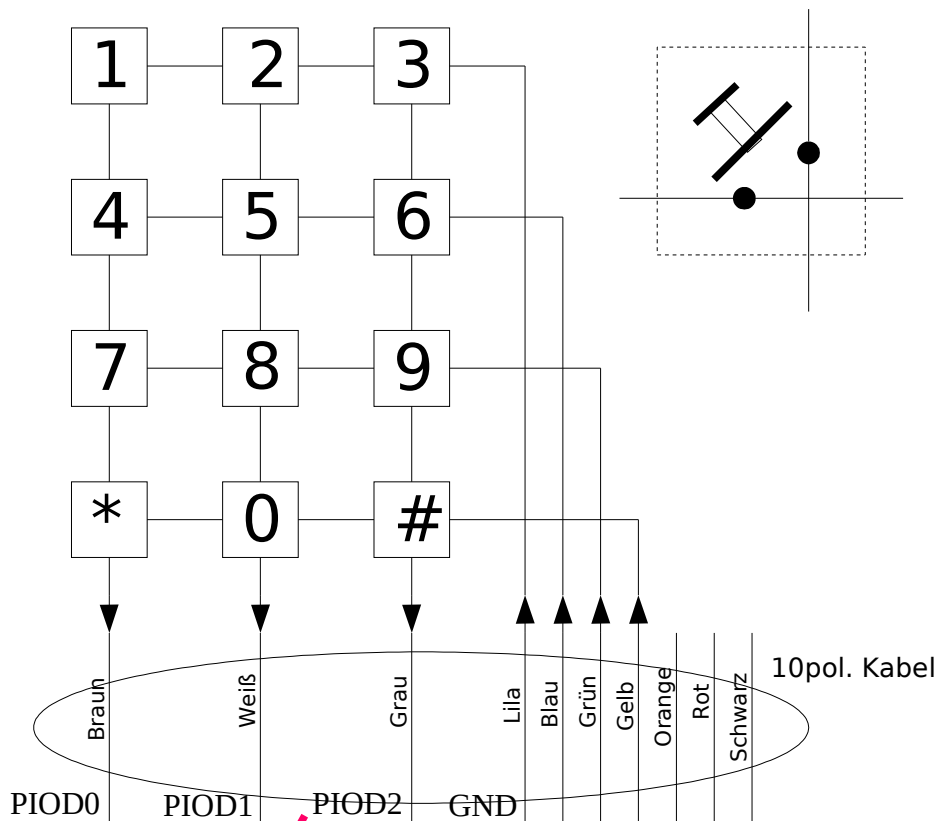 1 2 3
4 5 6
7 8 9
* 0 #
10pol. Kabel
Braun Weiß Grau Lila Blau Grün Gelb Orange Rot Schwarz
PIOD0 PIOD1 PIOD2 GND